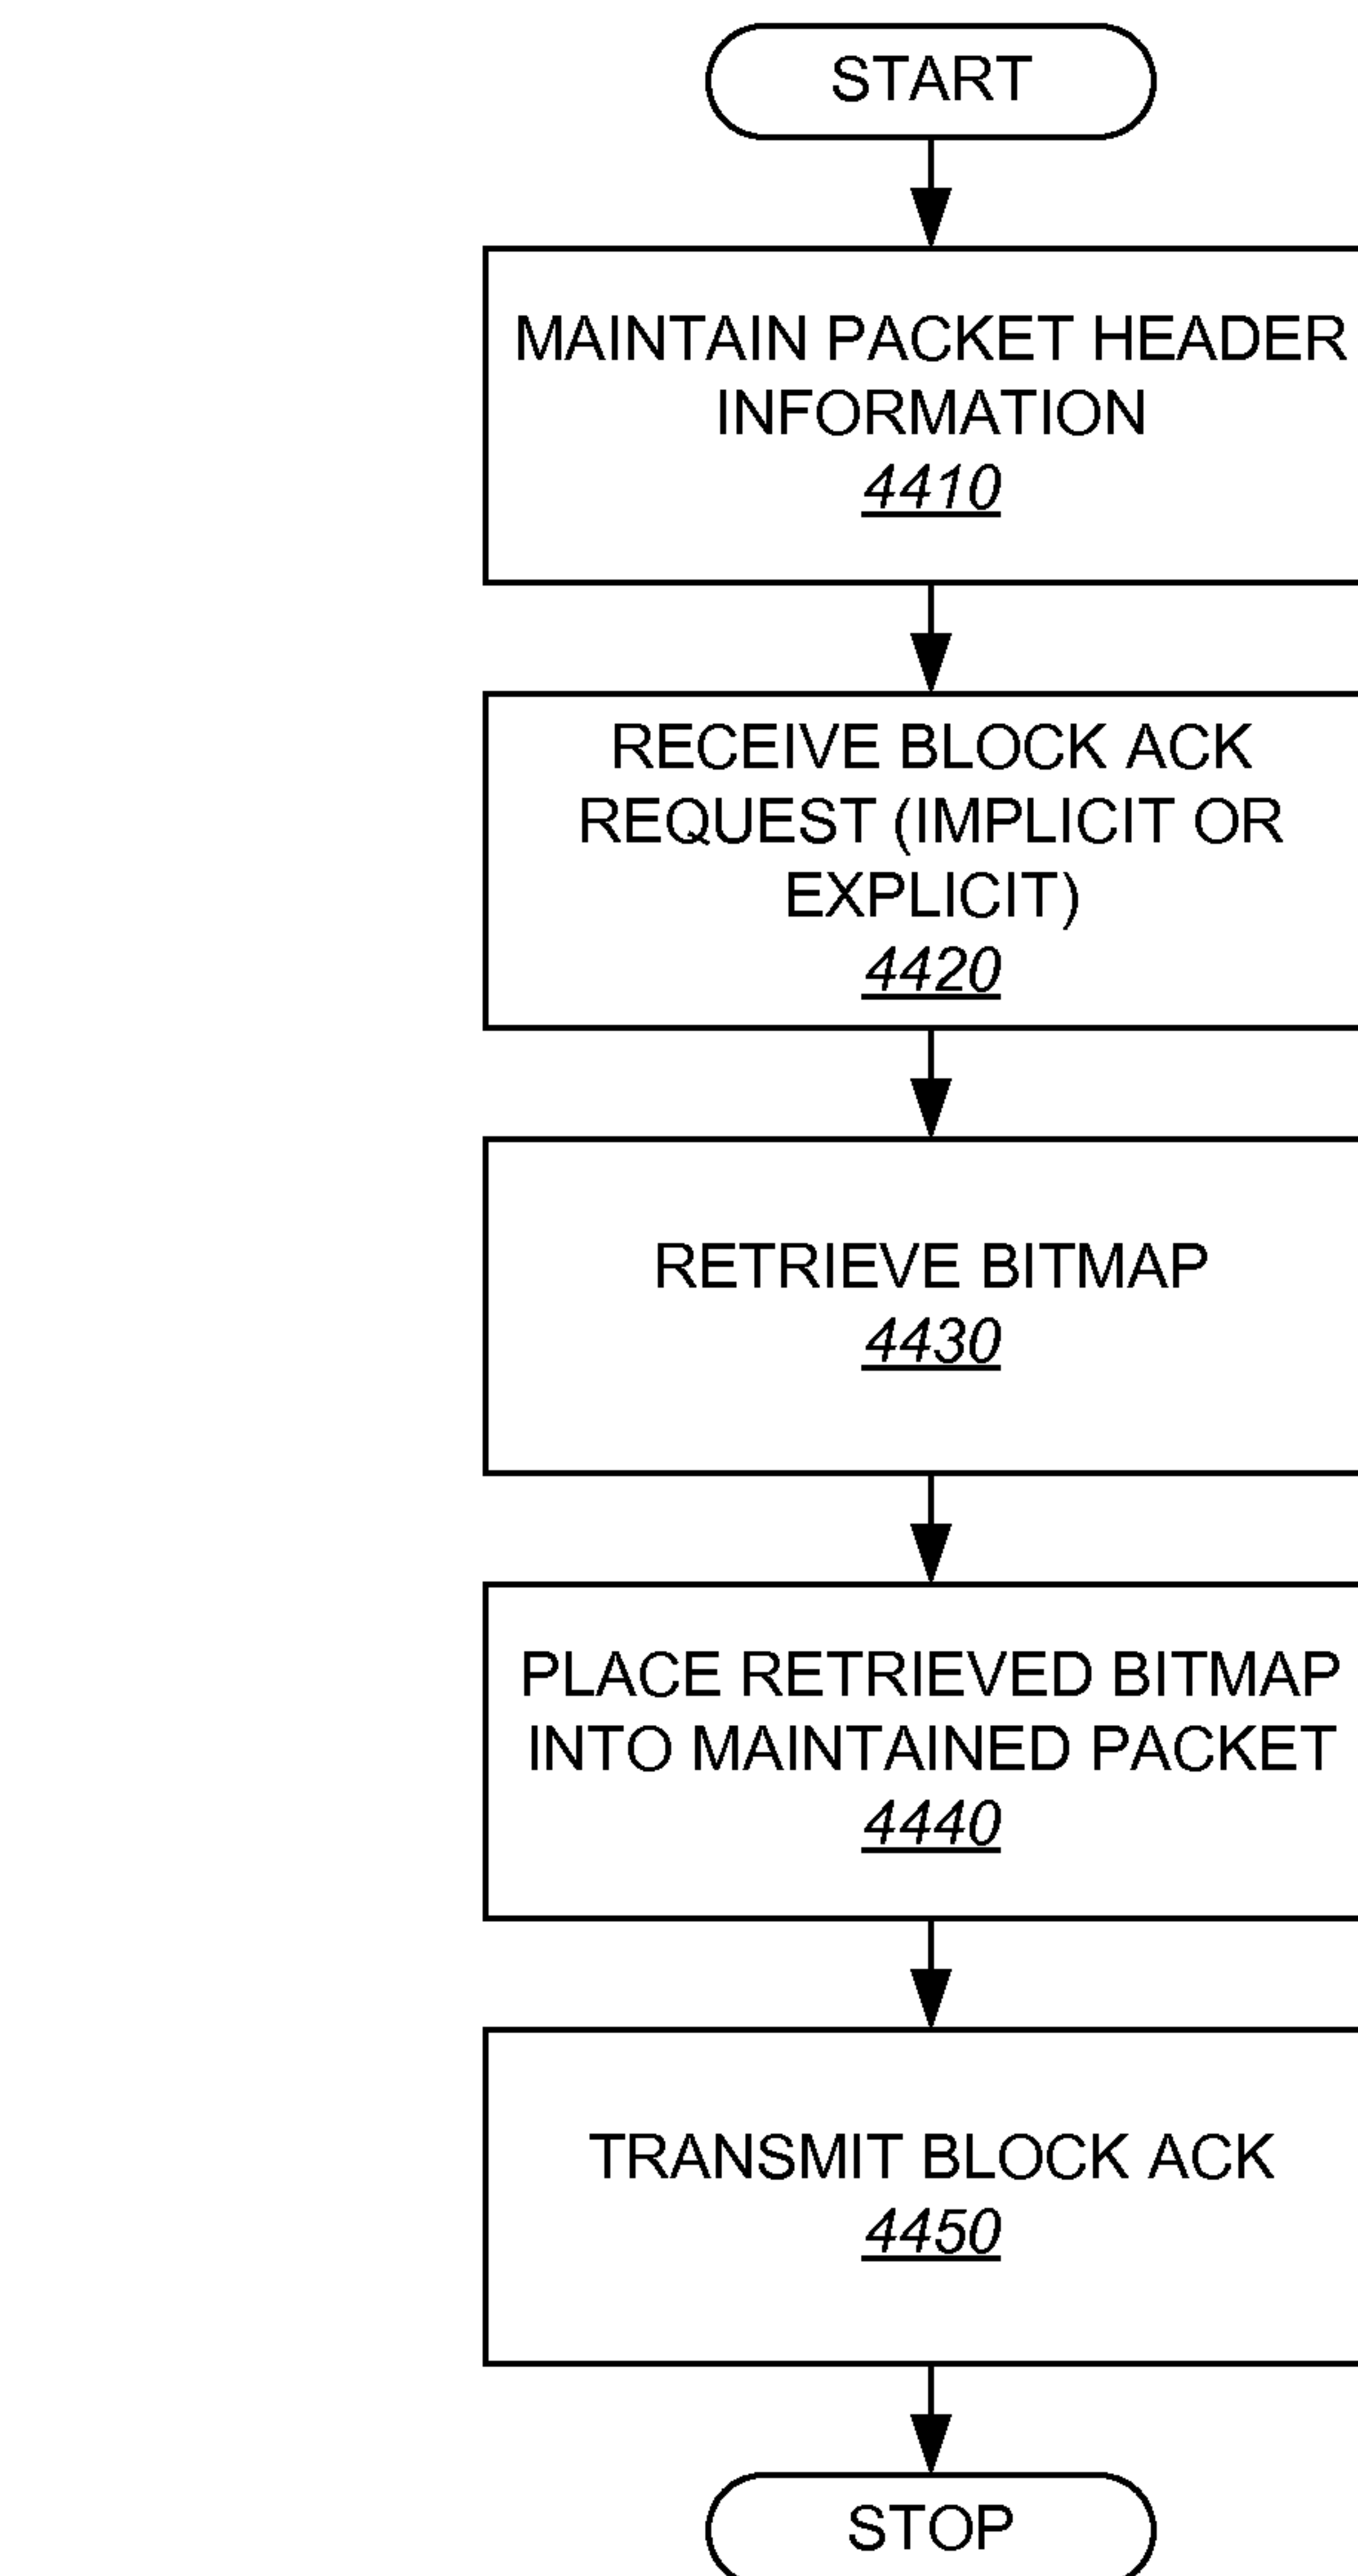 START
MAINTAIN PACKET HEADER
INFORMATION
4410
RECEIVE BLOCK ACK
REQUEST (IMPLICIT OR
EXPLICIT)
4420
RETRIEVE BITMAP
4430
PLACE RETRIEVED BITMAP
INTO MAINTAINED PACKET
4440
TRANSMIT BLOCK ACK
4450
STOP